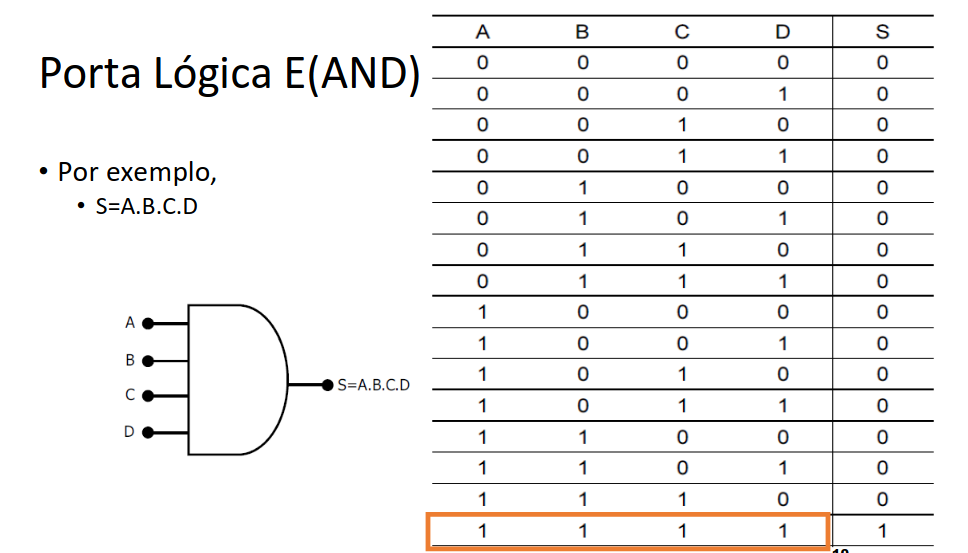 Porta Lógica E(AND)
• Por exemplo,
• S=A.B.C.D
A
B
C
D
S=A.B.C.D
A B C D S
0 0 0 0 0
0 0 0 1 0
0 0 1 0 0
0 0 1 1 0
0 1 0 0 0
0 1 0 1 0
0 1 1 0 0
0 1 1 1 0
1 0 0 0 0
1 0 0 1 0
1 0 1 0 0
1 0 1 1 0
1 1 0 0 0
1 1 0 1 0
1 1 1 0 0
1 1 1 1 1